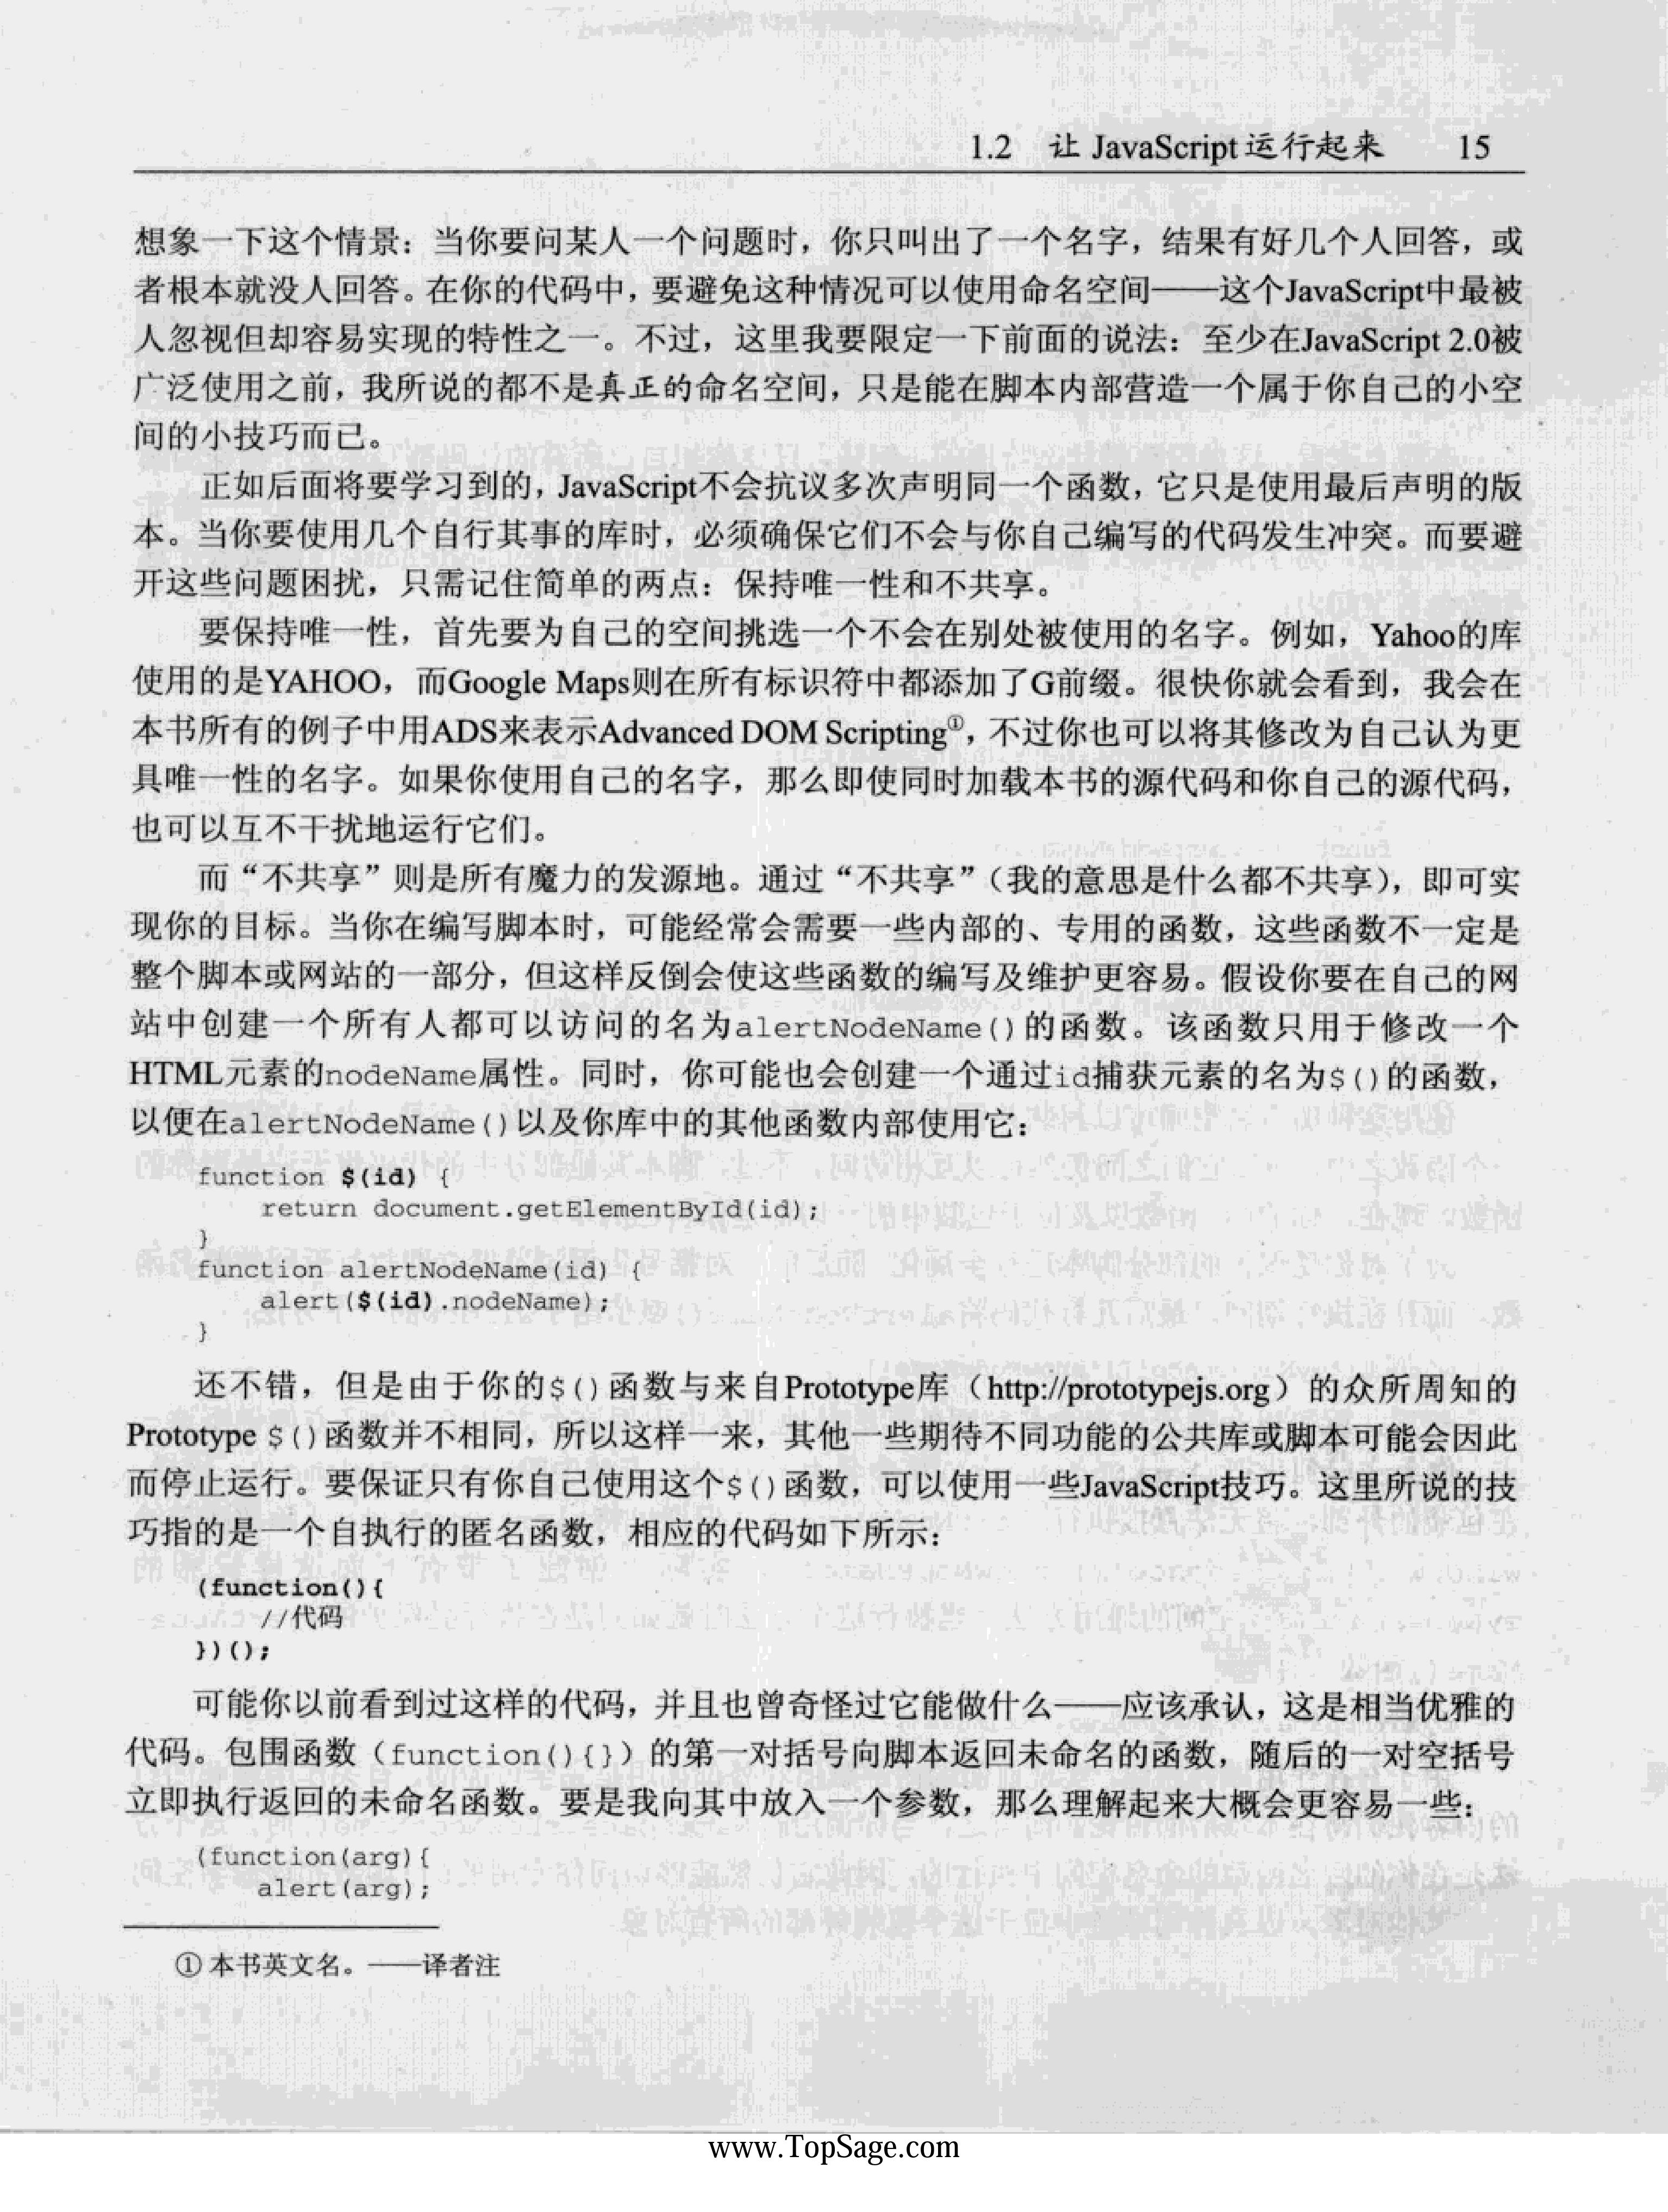 1.2 让 JavaScript 运行起来 15
想象一下这个情景：当你要问某人一个问题时，你只叫出了一个名字，结果有好几个人回答，或
者根本就没人回答。在你的代码中，要避免这种情况可以使用命名空间——这个JavaScript中最被
人忽视但却容易实现的特性之一。不过，这里我要限定一下前面的说法：至少在JavaScript 2.0被
广泛使用之前，我所说的都不是真正的命名空间，只是能在脚本内部营造一个属于你自己的小空
间的小技巧而已。
正如后面将要学习到的，JavaScript不会抗议多次声明同一个函数，它只是使用最后声明的版
本。当你要使用几个自行其事的库时，必须确保它们不会与你自己编写的代码发生冲突。而要避
开这些问题困扰，只需记住简单的两点：保持唯一性和不共享。
要保持唯一性，首先要为自己的空间挑选一个不会在别处被使用的名字。例如，Yahoo的库
使用的是YAHOO，而Google Maps则在所有标识符中都添加了G前缀。很快你就会看到，我会在
本书所有的例子中用ADS来表示Advanced DOM Scripting①，不过你也可以将其修改为自己认为更
具唯一性的名字。如果你使用自己的名字，那么即使同时加载本书的源代码和你自己的源代码，
也可以互不干扰地运行它们。
而“不共享”则是所有魔力的发源地。通过“不共享”（我的意思是什么都不共享），即可实
现你的目标。当你在编写脚本时，可能经常会需要一些内部的、专用的函数，这些函数不一定是
整个脚本或网站的一部分，但这样反倒会使这些函数的编写及维护更容易。假设你要在自己的网
站中创建一个所有人都可以访问的名为alertNodeName()的函数。该函数只用于修改一个
HTML元素的nodeName属性。同时，你可能也会创建一个通过id捕获元素的名为$()的函数，
以便在alertNodeName()以及你库中的其他函数内部使用它：
function $(id) {
    return document.getElementById(id);
}
function alertNodeName(id) {
    alert($(id).nodeName);
}
还不错，但是由于你的$()函数与来自Prototype库（http://prototypejs.org）的众所周知的
Prototype $()函数并不相同，所以这样一来，其他一些期待不同功能的公共库或脚本可能会因此
而停止运行。要保证只有你自己使用这个$()函数，可以使用一些JavaScript技巧。这里所说的技
巧指的是一个自执行的匿名函数，相应的代码如下所示：
(function(){
    //代码
})();
可能你以前看到过这样的代码，并且也曾奇怪过它能做什么——应该承认，这是相当优雅的
代码。包围函数（function(){}）的第一对括号向脚本返回未命名的函数，随后的一对空括号
立即执行返回的未命名函数。要是我向其中放入一个参数，那么理解起来大概会更容易一些：
(function(arg){
    alert(arg);
① 本书英文名。——译者注
www.TopSage.com